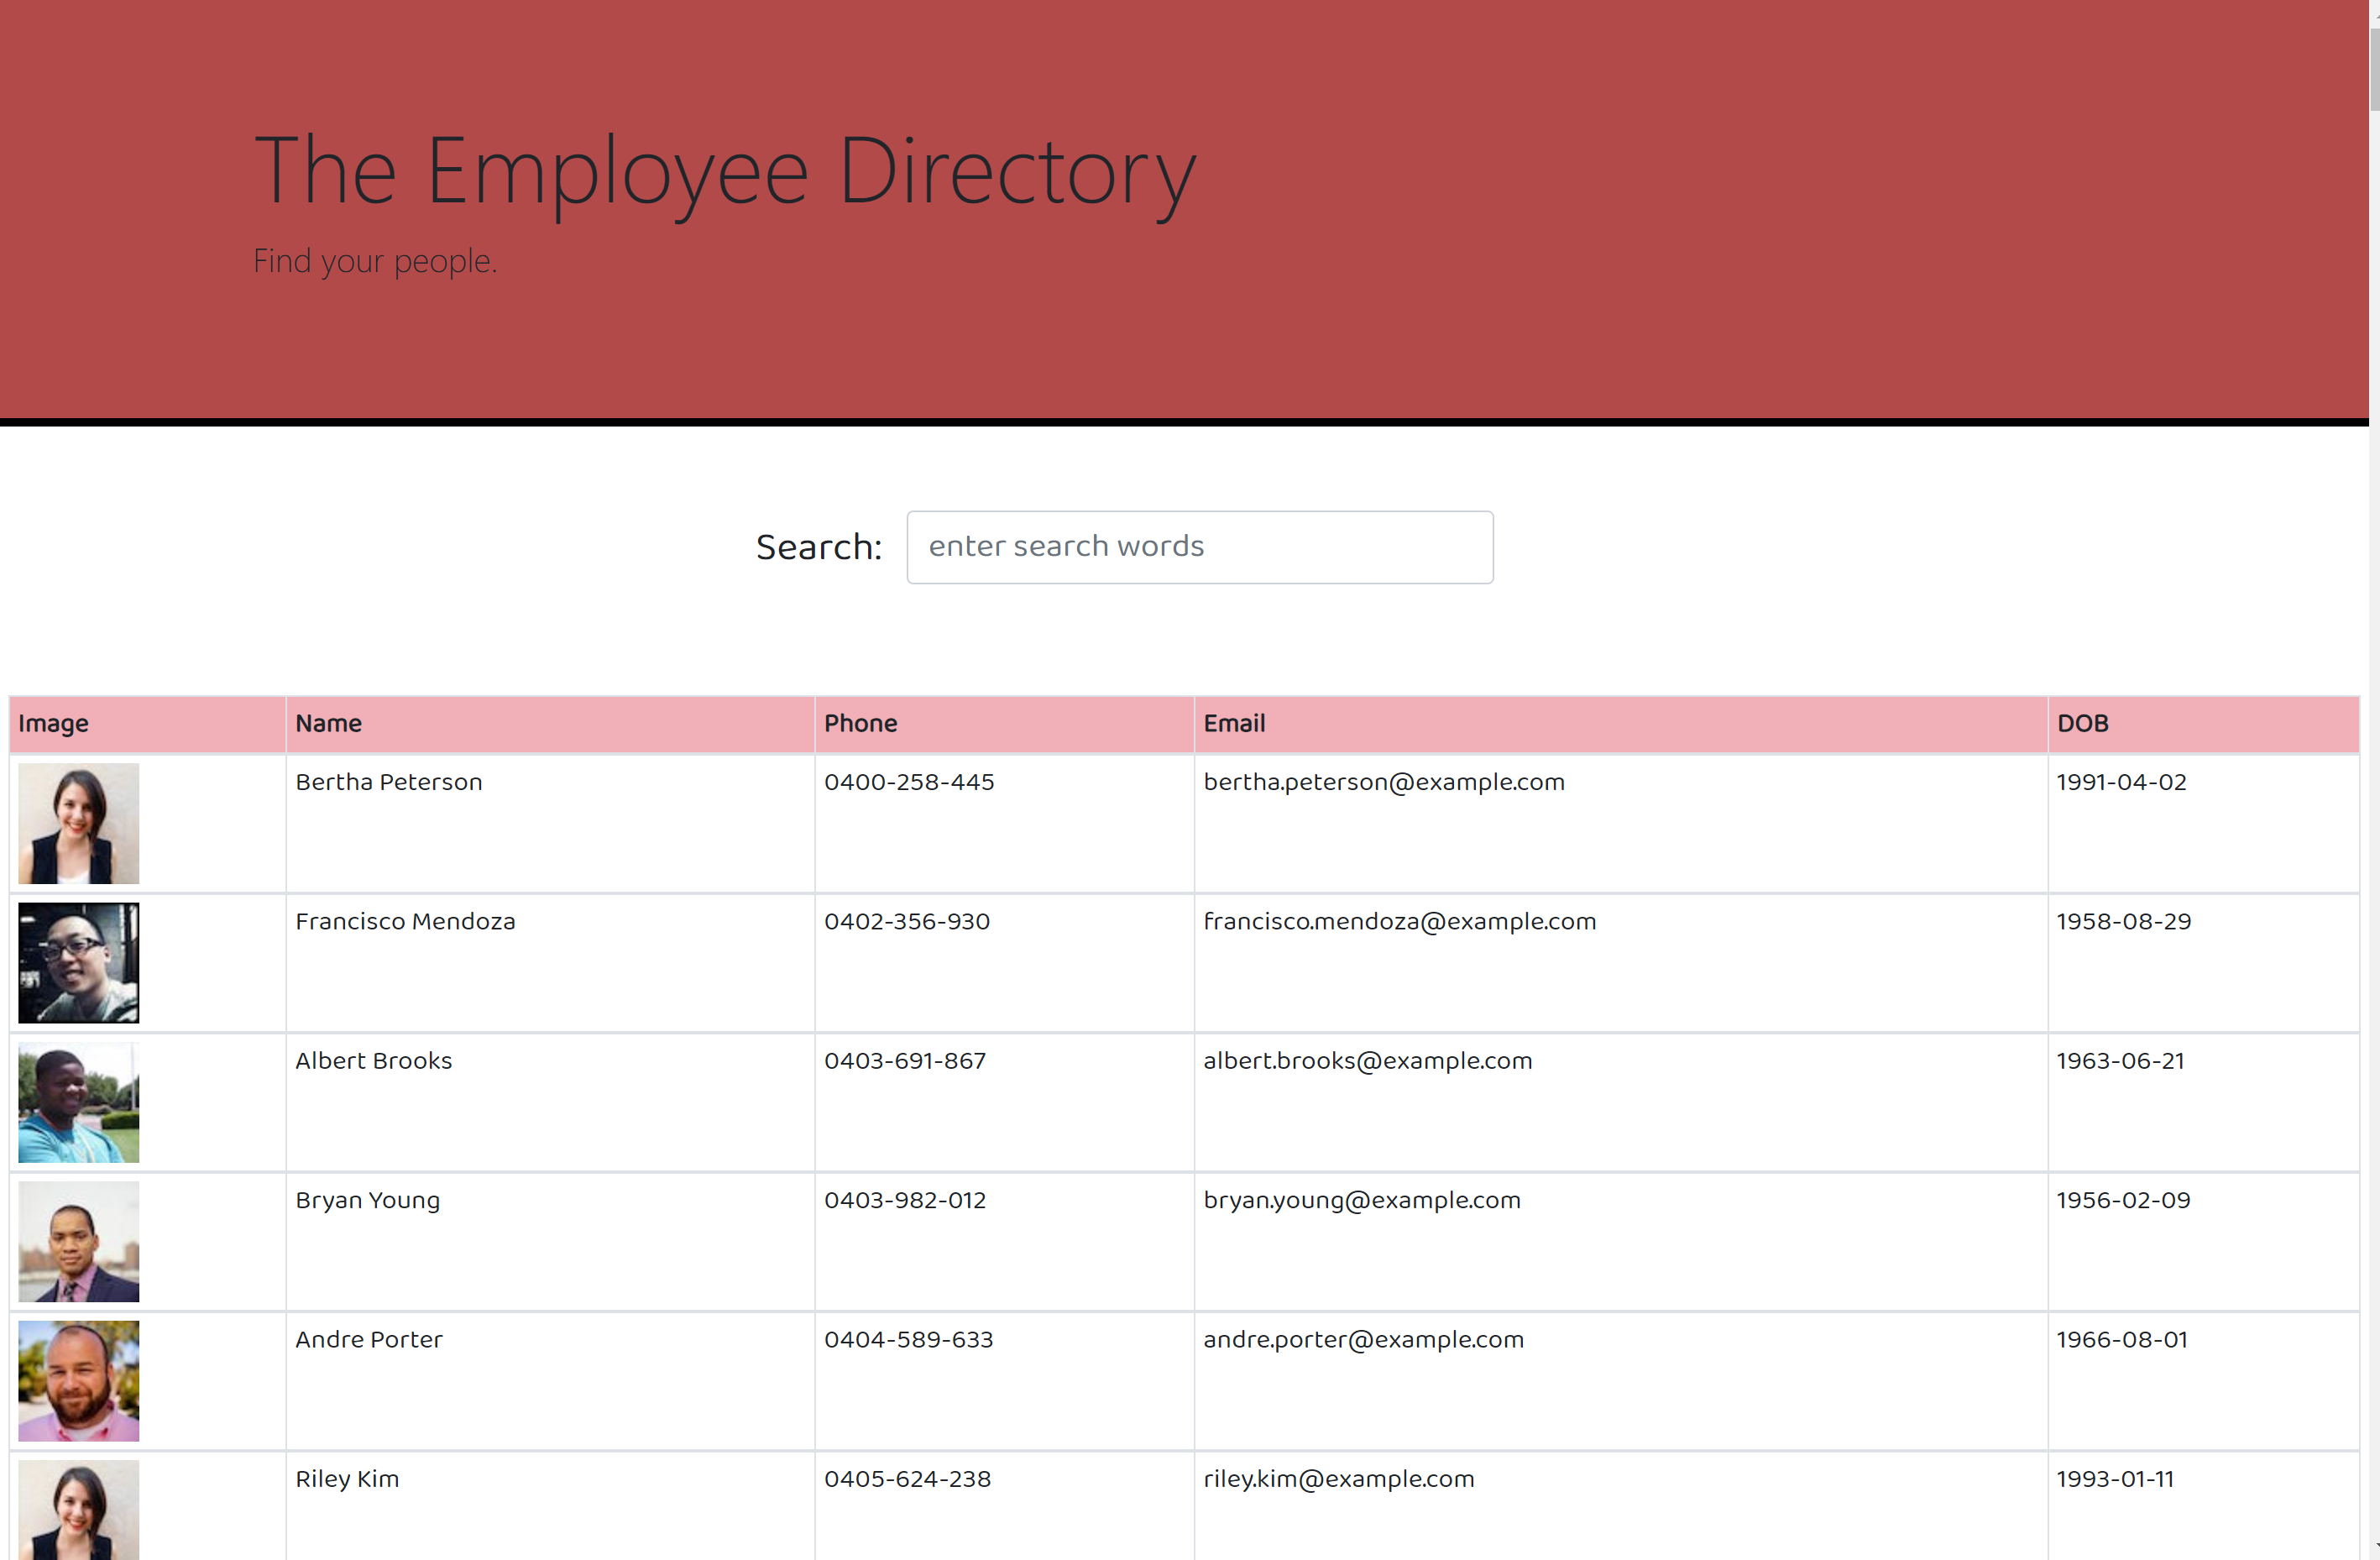 The Employee Directory
Find your people.
Search: enter search words
Image Name Phone Email DOB
Bertha Peterson 0400-258-445 bertha.peterson@example.com 1991-04-02
Francisco Mendoza 0402-356-930 francisco.mendoza@example.com 1958-08-29
Albert Brooks 0403-691-867 albert.brooks@example.com 1963-06-21
Bryan Young 0403-982-012 bryan.young@example.com 1956-02-09
Andre Porter 0404-589-633 andre.porter@example.com 1966-08-01
Riley Kim 0405-624-238 riley.kim@example.com 1993-01-11